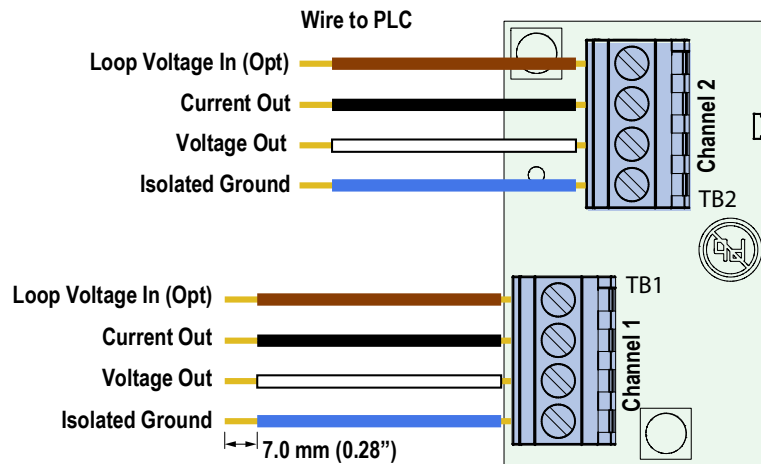 Wire to PLC
Loop Voltage In (Opt)
Current Out
Voltage Out
Isolated Ground
Channel 2
TB2
Loop Voltage In (Opt)
Current Out
Voltage Out
Isolated Ground
TB1
Channel 1
7.0 mm (0.28”)